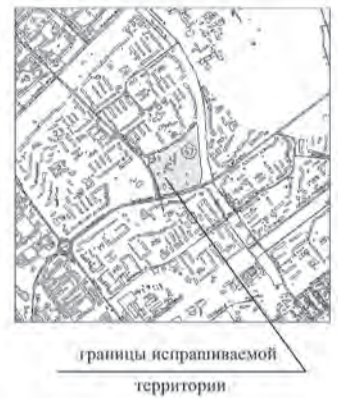 границы испрашиваемой
территории